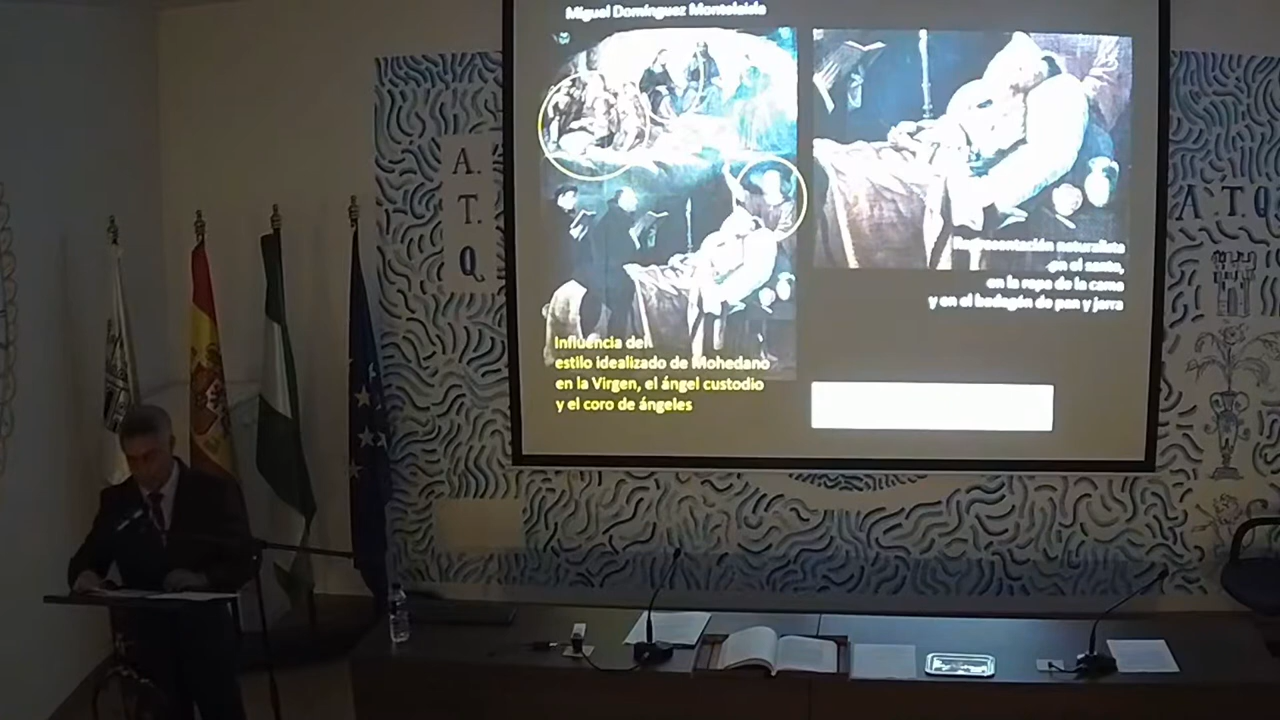 Miguel Domínguez Montelaisla
A.
T.
Q
A.T.Q
Representación naturalista
en el santo,
en la ropa de la cama
y en el bodegón de pan y jarra
Influencia del
estilo idealizado de Mohedano
en la Virgen, el ángel custodio
y el coro de ángeles